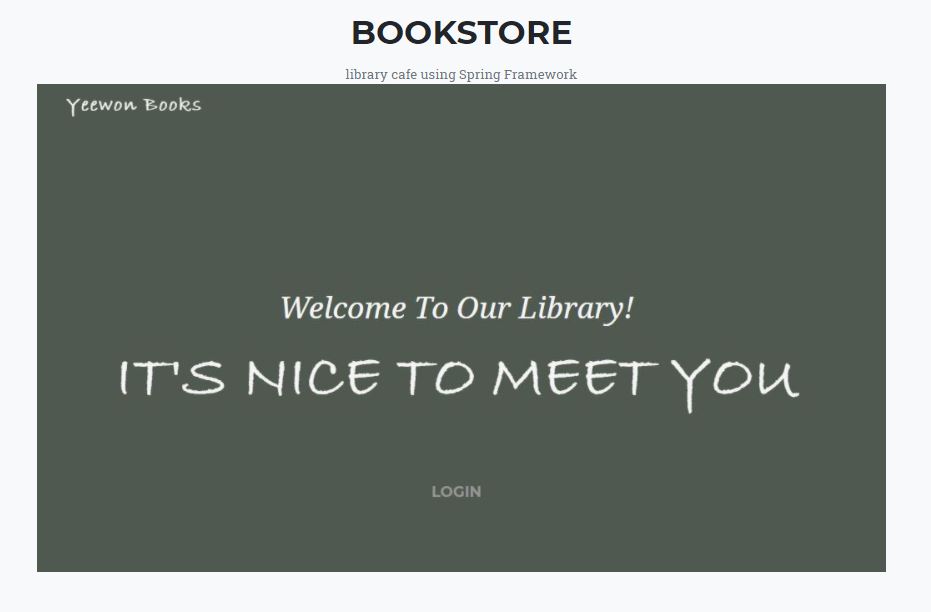 BOOKSTORE
library cafe using Spring Framework
Yeewon Books
Welcome To Our Library!
IT'S NICE TO MEET YOU
LOGIN